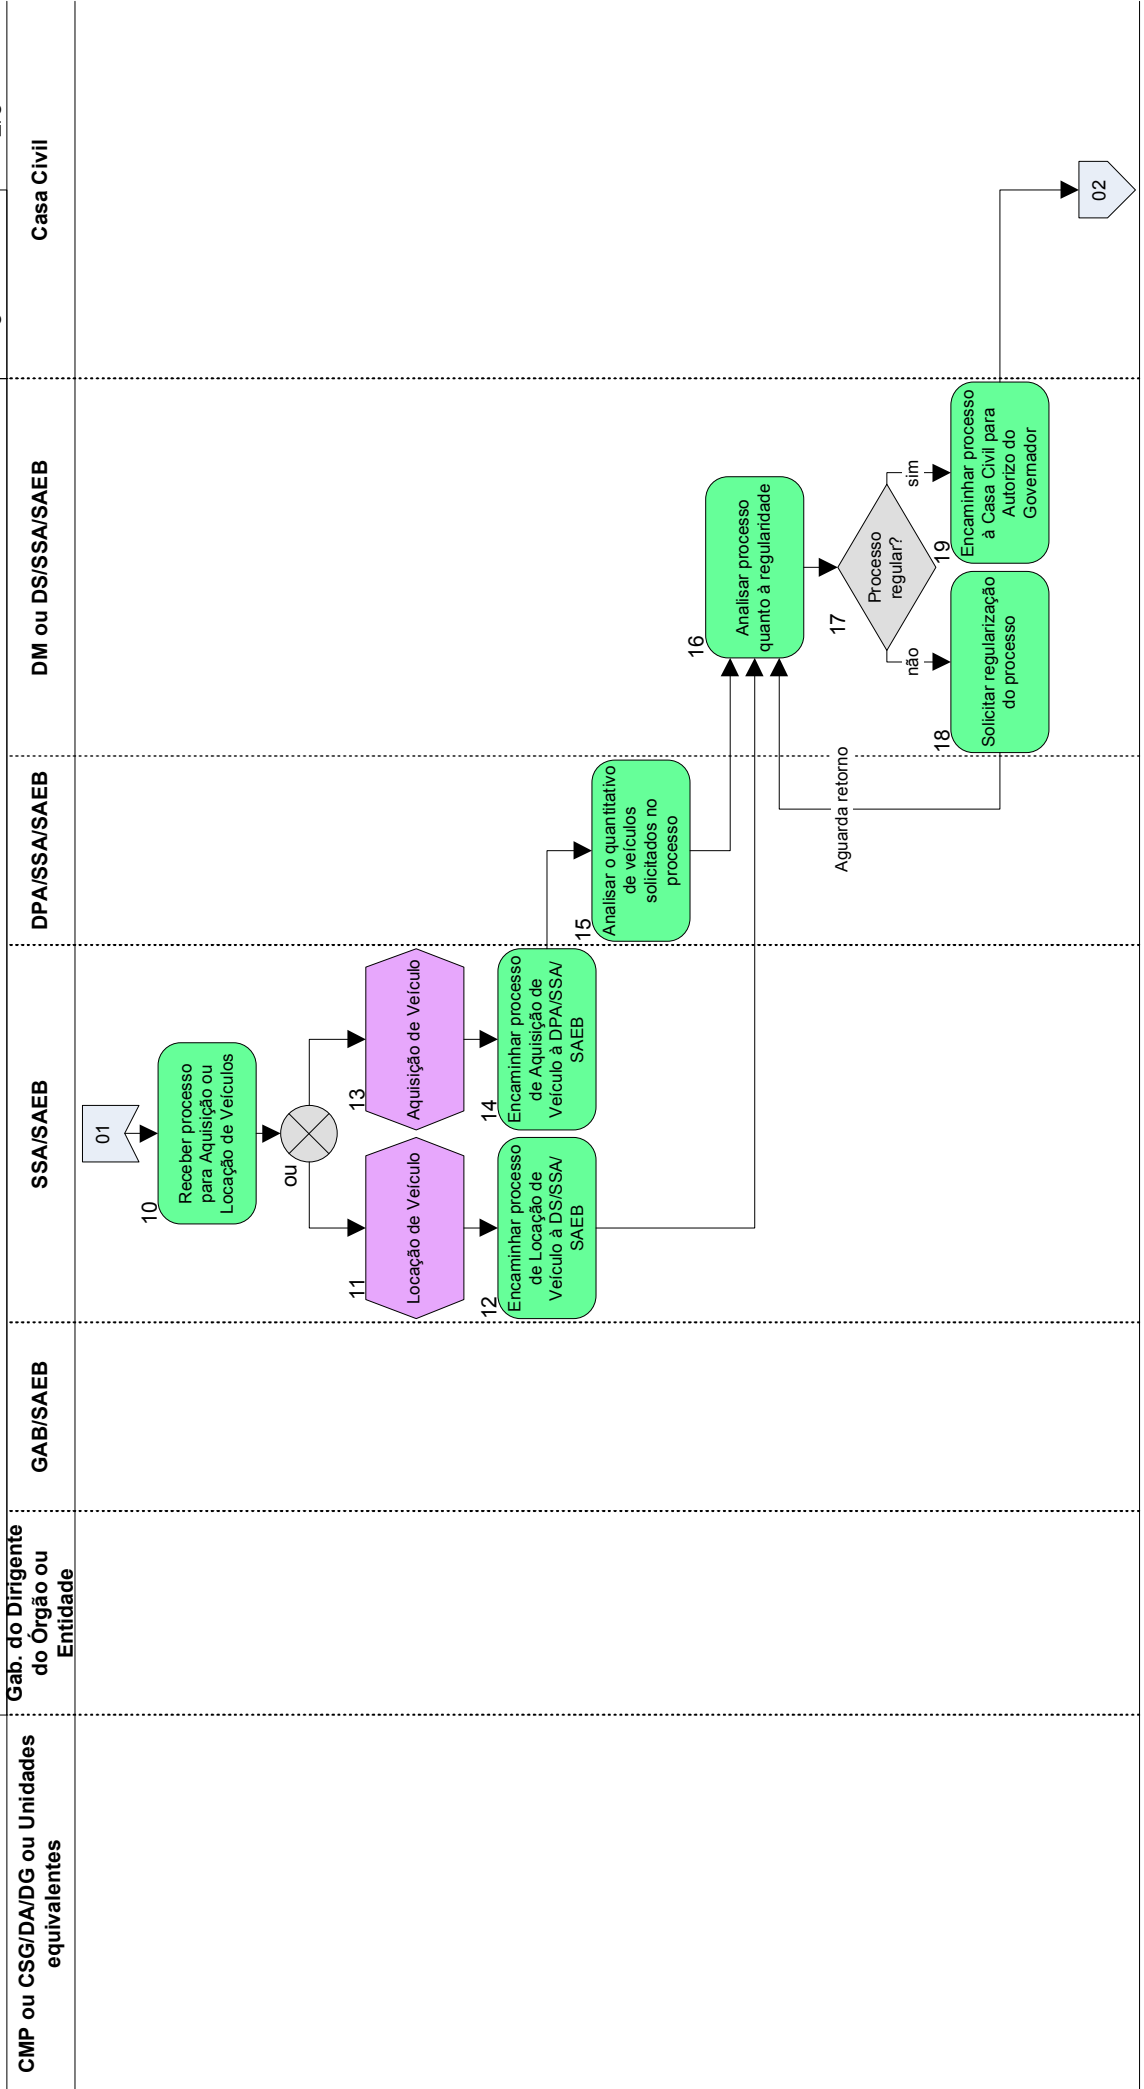 CMP ou CSG/DA/DG ou Unidades
equivalentes
Gab. do Dirigente
do Órgão ou
Entidade
GAB/SAEB
SSA/SAEB
DPA/SSA/SAEB
DM ou DS/SSA/SAEB
Casa Civil
01
10
Receber processo
para Aquisição ou
Locação de Veículos
ou
11
Locação de Veículo
13
Aquisição de Veículo
12
Encaminhar processo
de Locação de
Veículo à DS/SSA/
SAEB
14
Encaminhar processo
de Aquisição de
Veículo à DPA/SSA/
SAEB
15
Analisar o quantitativo
de veículos
solicitados no
processo
16
Analisar processo
quanto à regularidade
17
Processo
regular?
não
sim
Aguarda retorno
18
Solicitar regularização
do processo
19
Encaminhar processo
à Casa Civil para
Autorizo do
Governador
02